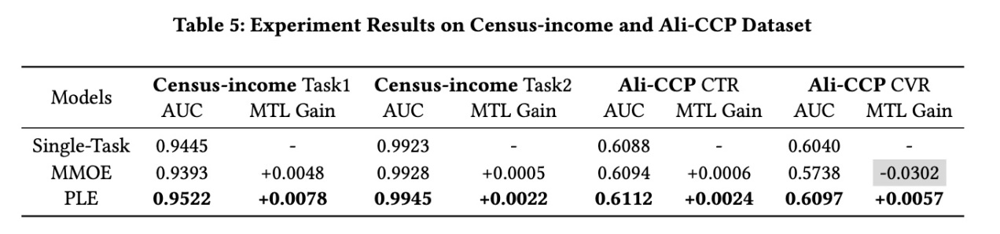 Table 5: Experiment Results on Census-income and Ali-CCP Dataset
Models Census-income Task1 Census-income Task2 Ali-CCP CTR Ali-CCP CVR
AUC MTL Gain AUC MTL Gain AUC MTL Gain AUC MTL Gain
Single-Task 0.9445 - 0.9923 - 0.6088 - 0.6040 -
MMOE 0.9393 +0.0048 0.9928 +0.0005 0.6094 +0.0006 0.5738 -0.0302
PLE 0.9522 +0.0078 0.9945 +0.0022 0.6112 +0.0024 0.6097 +0.0057